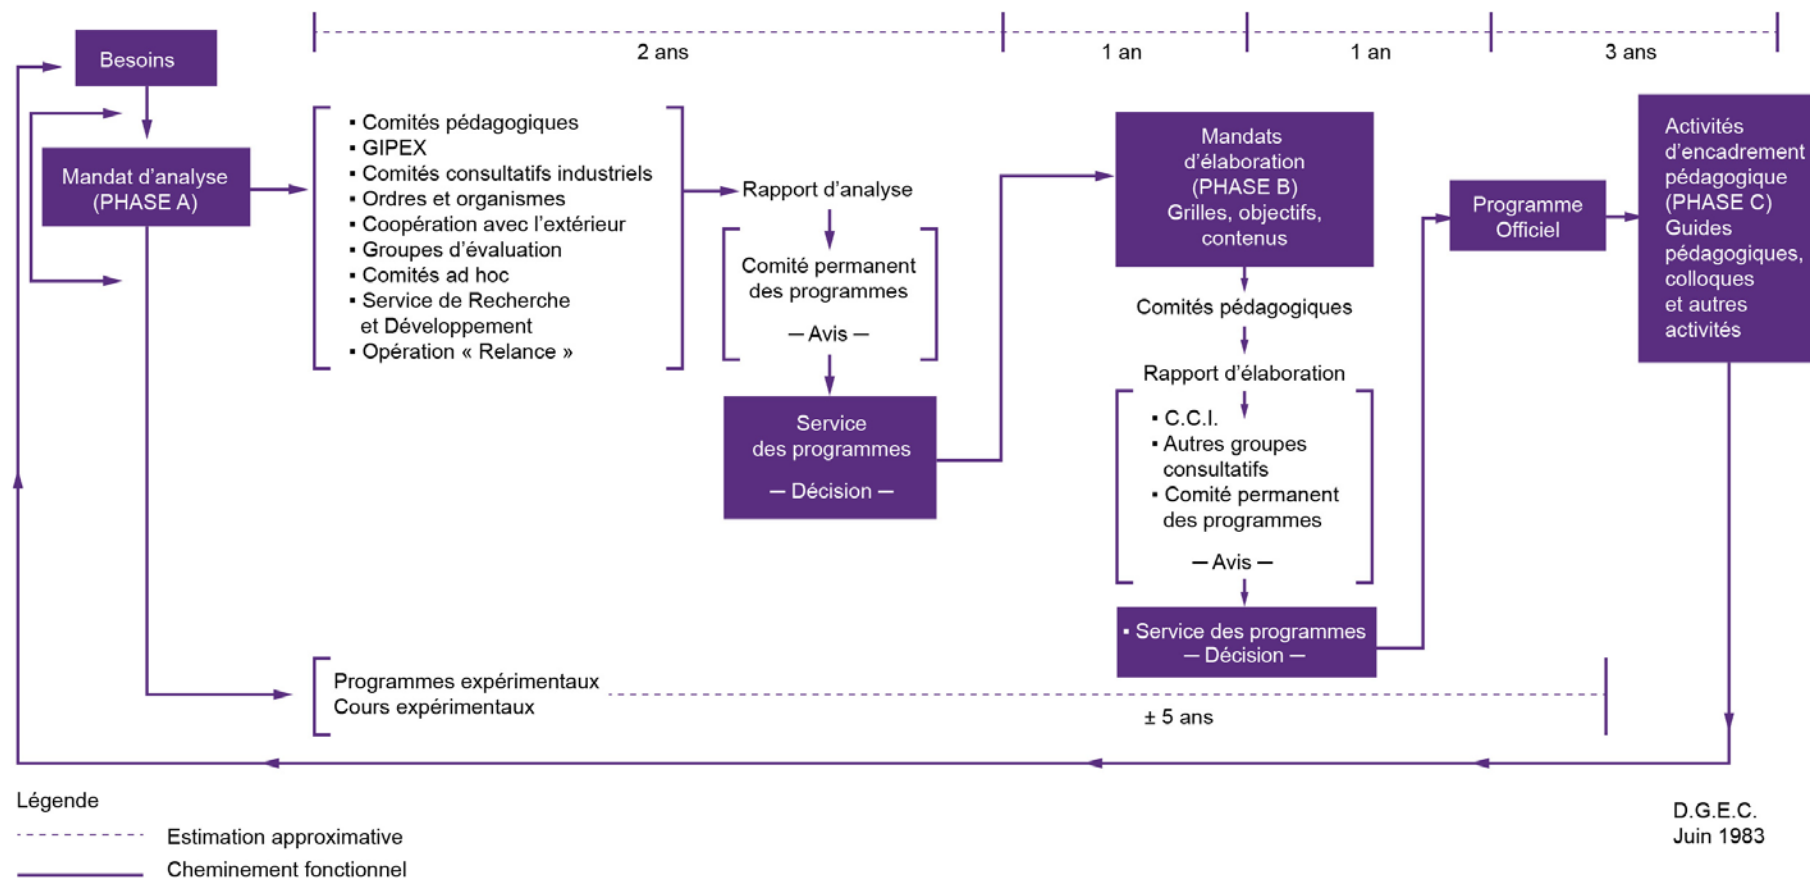 2 ans
1 an
1 an
3 ans
Besoins
Mandat d'analyse
(PHASE A)
▪ Comités pédagogiques
▪ GIPEX
▪ Comités consultatifs industriels
▪ Ordres et organismes
▪ Coopération avec l'extérieur
▪ Groupes d'évaluation
▪ Comités ad hoc
▪ Service de Recherche
et Développement
▪ Opération « Relance »
Rapport d'analyse
Comité permanent
des programmes
— Avis —
Service
des programmes
— Décision —
Mandats
d'élaboration
(PHASE B)
Grilles, objectifs,
contenus
Comités pédagogiques
Rapport d'élaboration
▪ C.C.I.
▪ Autres groupes
consultatifs
▪ Comité permanent
des programmes
— Avis —
▪ Service des programmes
— Décision —
Programme
Officiel
Activités
d'encadrement
pédagogique
(PHASE C)
Guides
pédagogiques,
colloques
et autres
activités
Programmes expérimentaux
Cours expérimentaux
± 5 ans
Légende
Estimation approximative
Cheminement fonctionnel
D.G.E.C.
Juin 1983